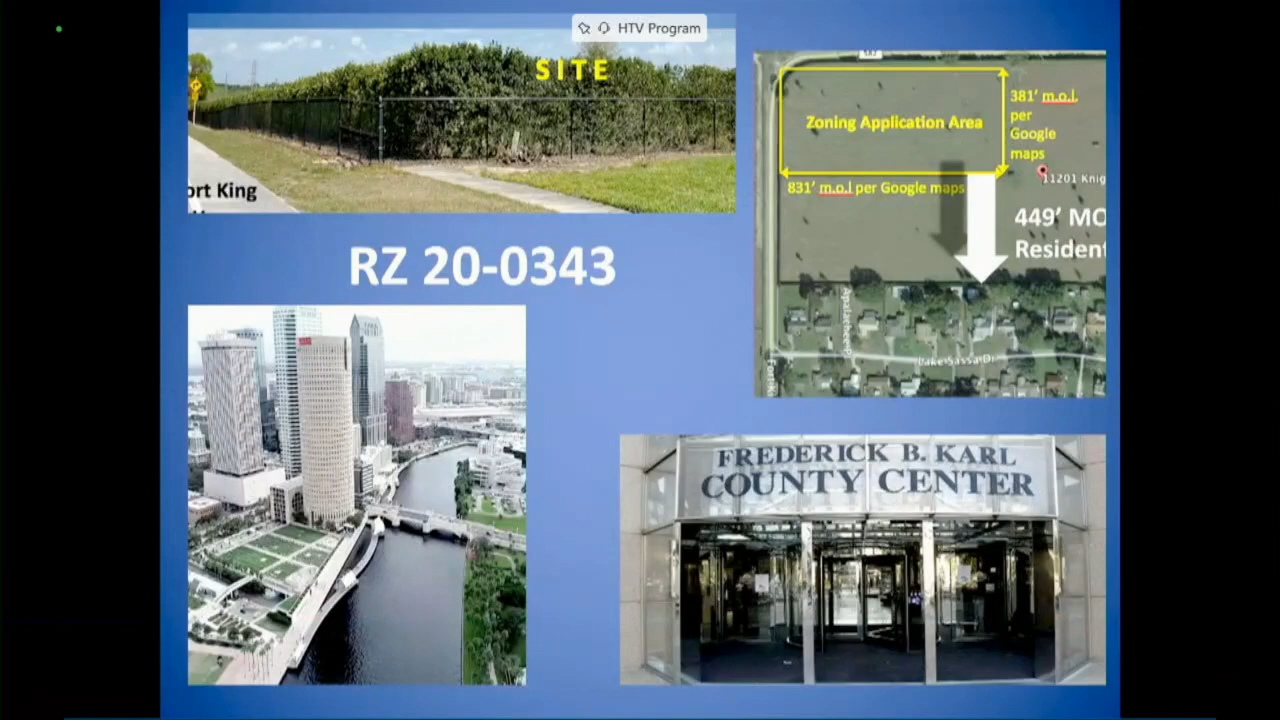 HTV Program
SITE
ort King
RZ 20-0343
Zoning Application Area
381' m.o.l.
per
Google
maps
831' m.o.l per Google maps
11201 Knig
449' MO
Resident
Lake Sassa Dr
FREDERICK B. KARL
COUNTY CENTER